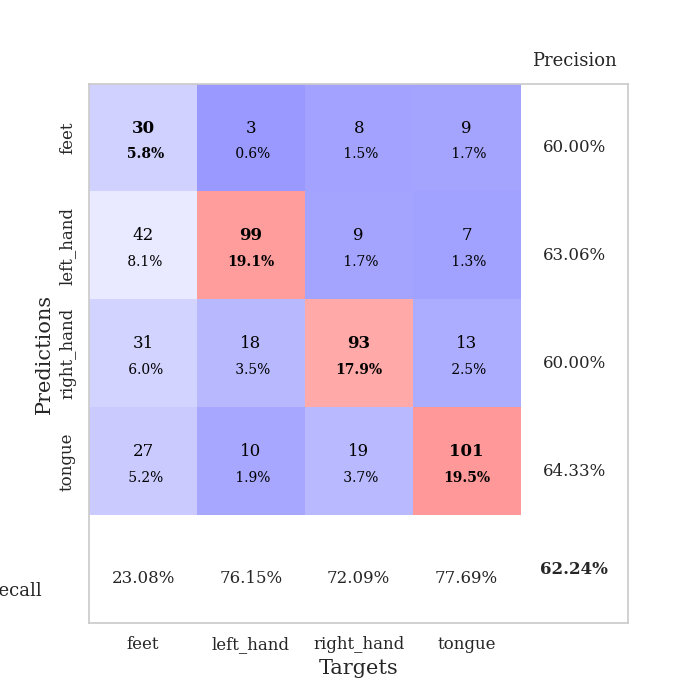 Precision
feet 30 3 8 9 60.00%
5.8% 0.6% 1.5% 1.7%
left_hand 42 99 9 7 63.06%
8.1% 19.1% 1.7% 1.3%
Predictions
right_hand 31 18 93 13 60.00%
6.0% 3.5% 17.9% 2.5%
tongue 27 10 19 101 64.33%
5.2% 1.9% 3.7% 19.5%
ecall 23.08% 76.15% 72.09% 77.69% 62.24%
feet left_hand right_hand tongue
Targets